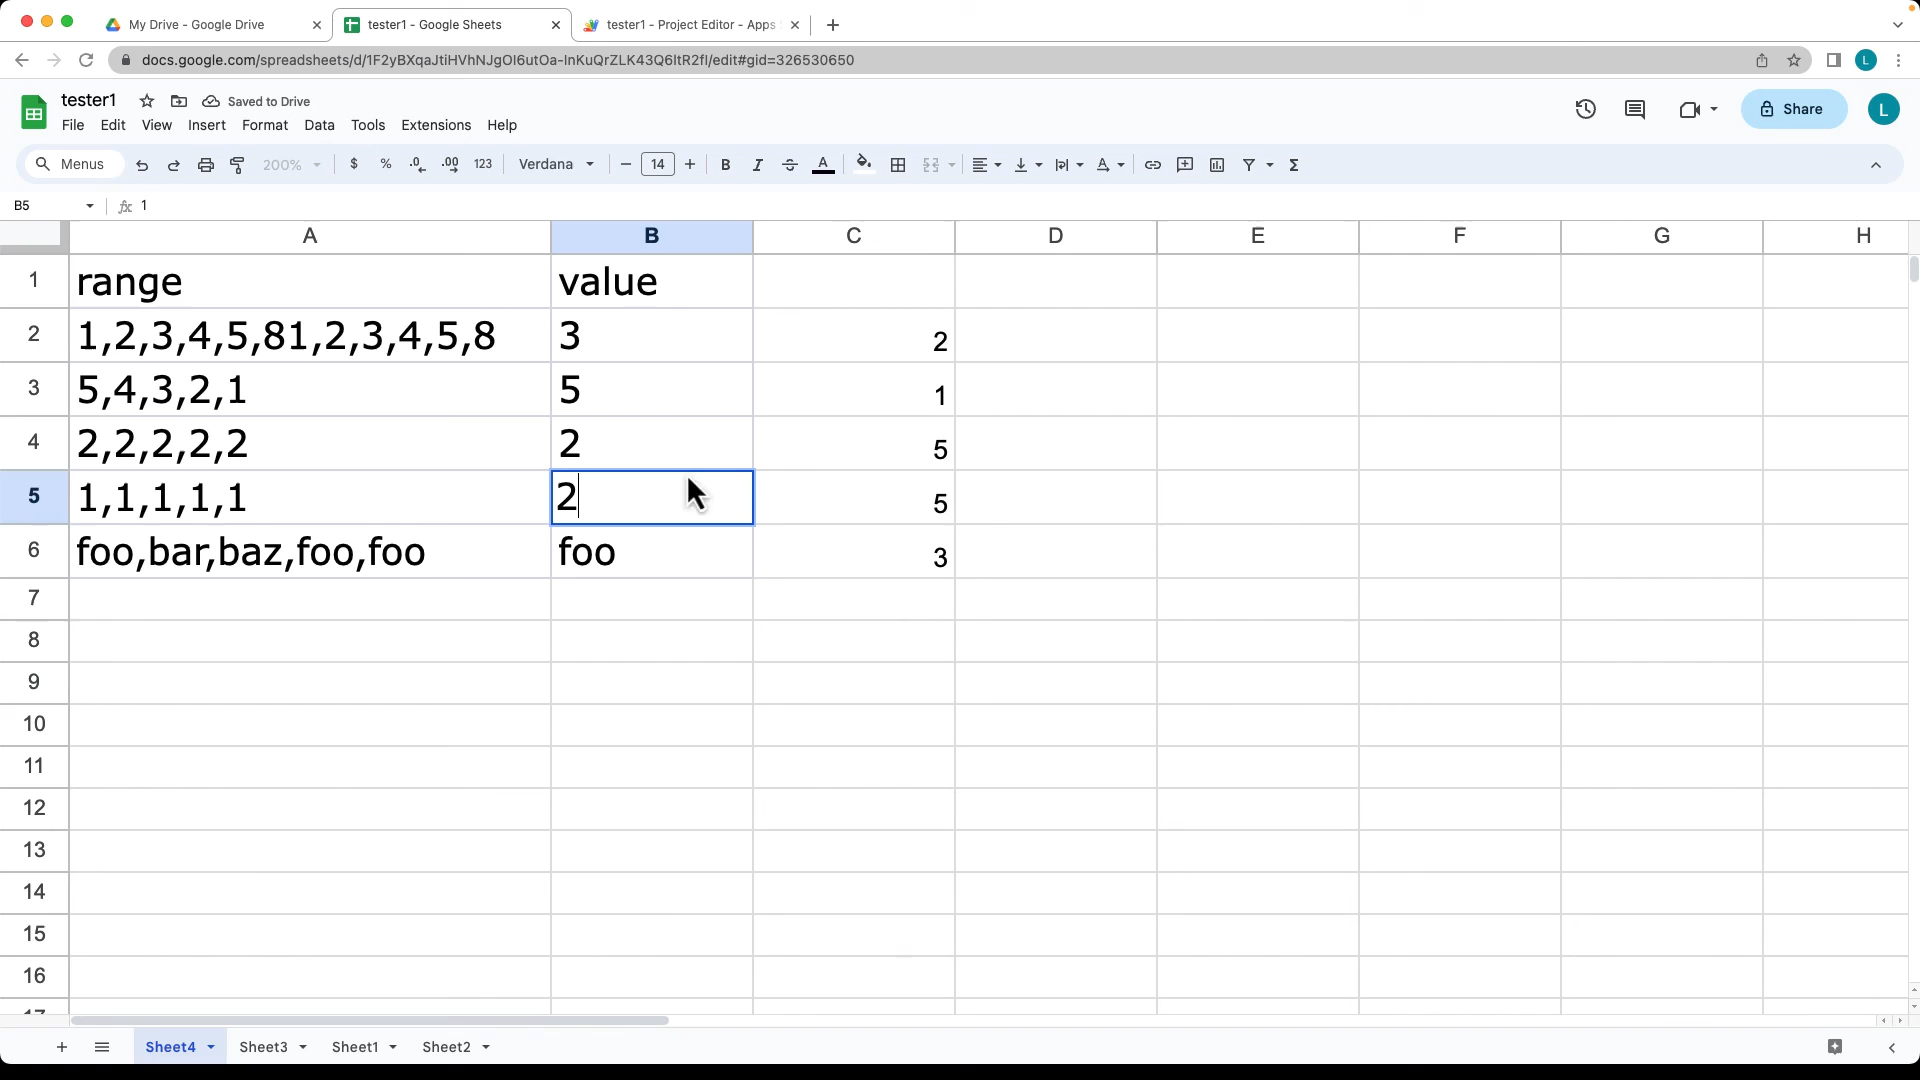 My Drive - Google Drive
tester1 - Google Sheets
tester1 - Project Editor - Apps
docs.google.com/spreadsheets/d/1F2yBXqaJtiHVhNJgOl6utOa-lnKuQrZLK43Q6ltR2fI/edit#gid=326530650
L
tester1
Saved to Drive
File Edit View Insert Format Data Tools Extensions Help
Share
L
Menus
200%
$ % .0 .00 123
Verdana
14
B I A
B5
fx 1
A B C D E F G H
1 range value
2 1,2,3,4,5,81,2,3,4,5,8 3 2
3 5,4,3,2,1 5 1
4 2,2,2,2,2 2 5
5 1,1,1,1,1 2 5
6 foo,bar,baz,foo,foo foo 3
7
8
9
10
11
12
13
14
15
16
17
Sheet4 Sheet3 Sheet1 Sheet2